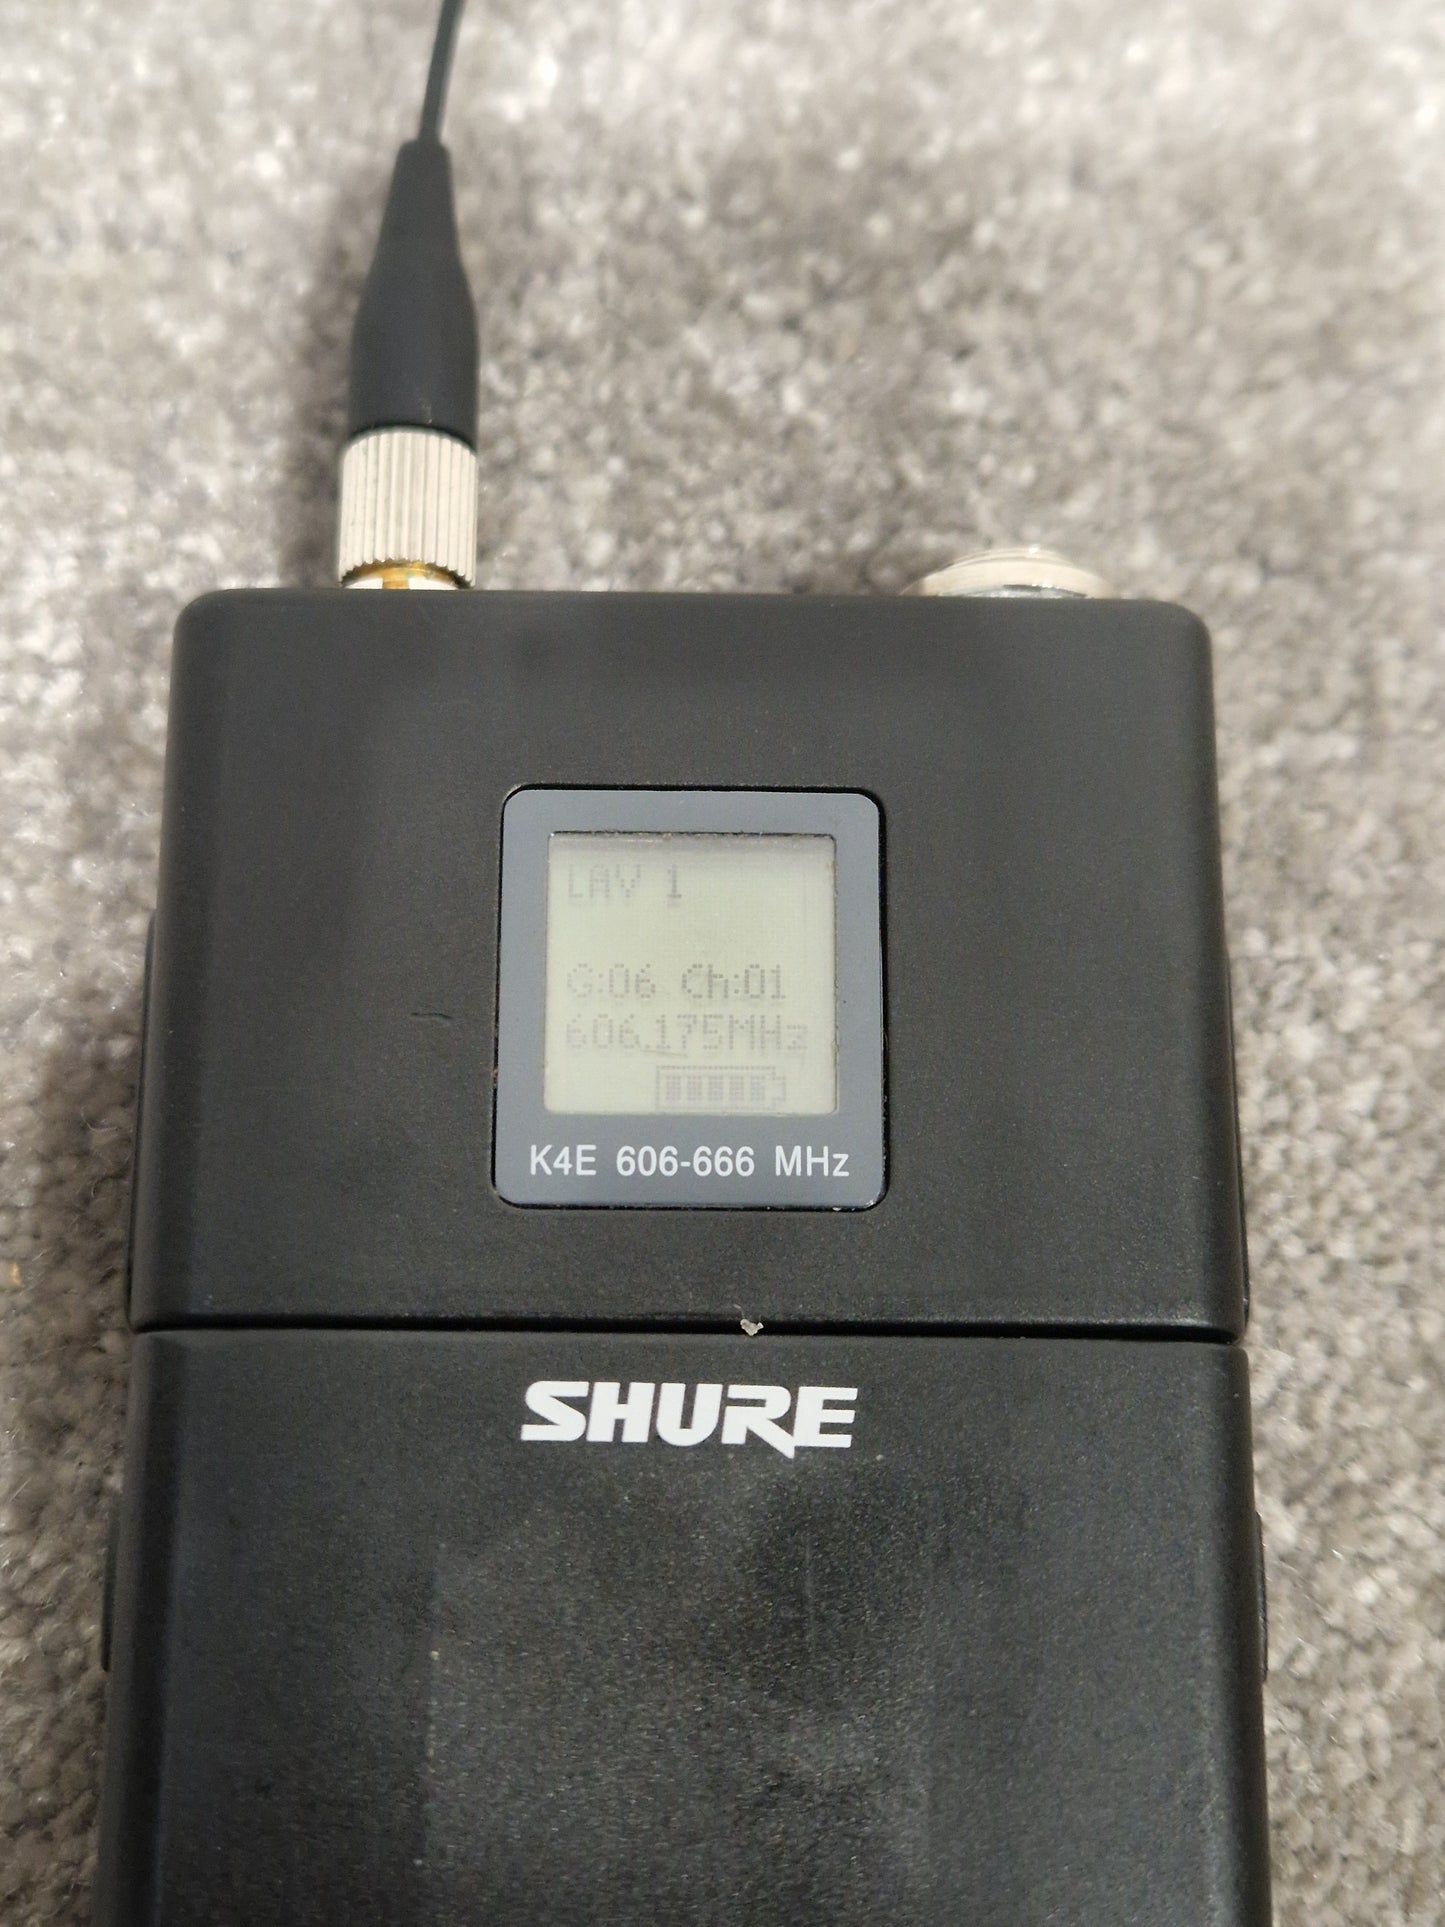 LAV 1
G:06 Ch:01
606.175MHz
K4E 606-666 MHz
SHURE